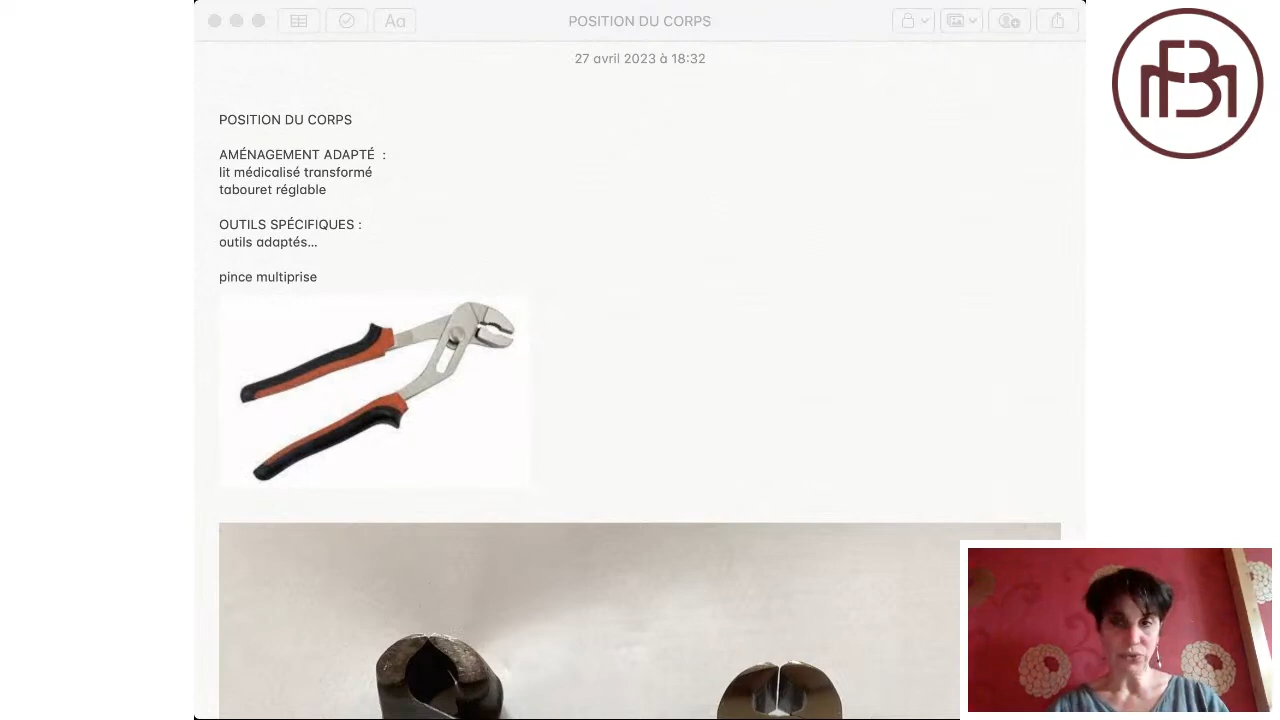 Aa
POSITION DU CORPS
27 avril 2023 à 18:32
POSITION DU CORPS
AMÉNAGEMENT ADAPTÉ :
lit médicalisé transformé
tabouret réglable
OUTILS SPÉCIFIQUES :
outils adaptés...
pince multiprise